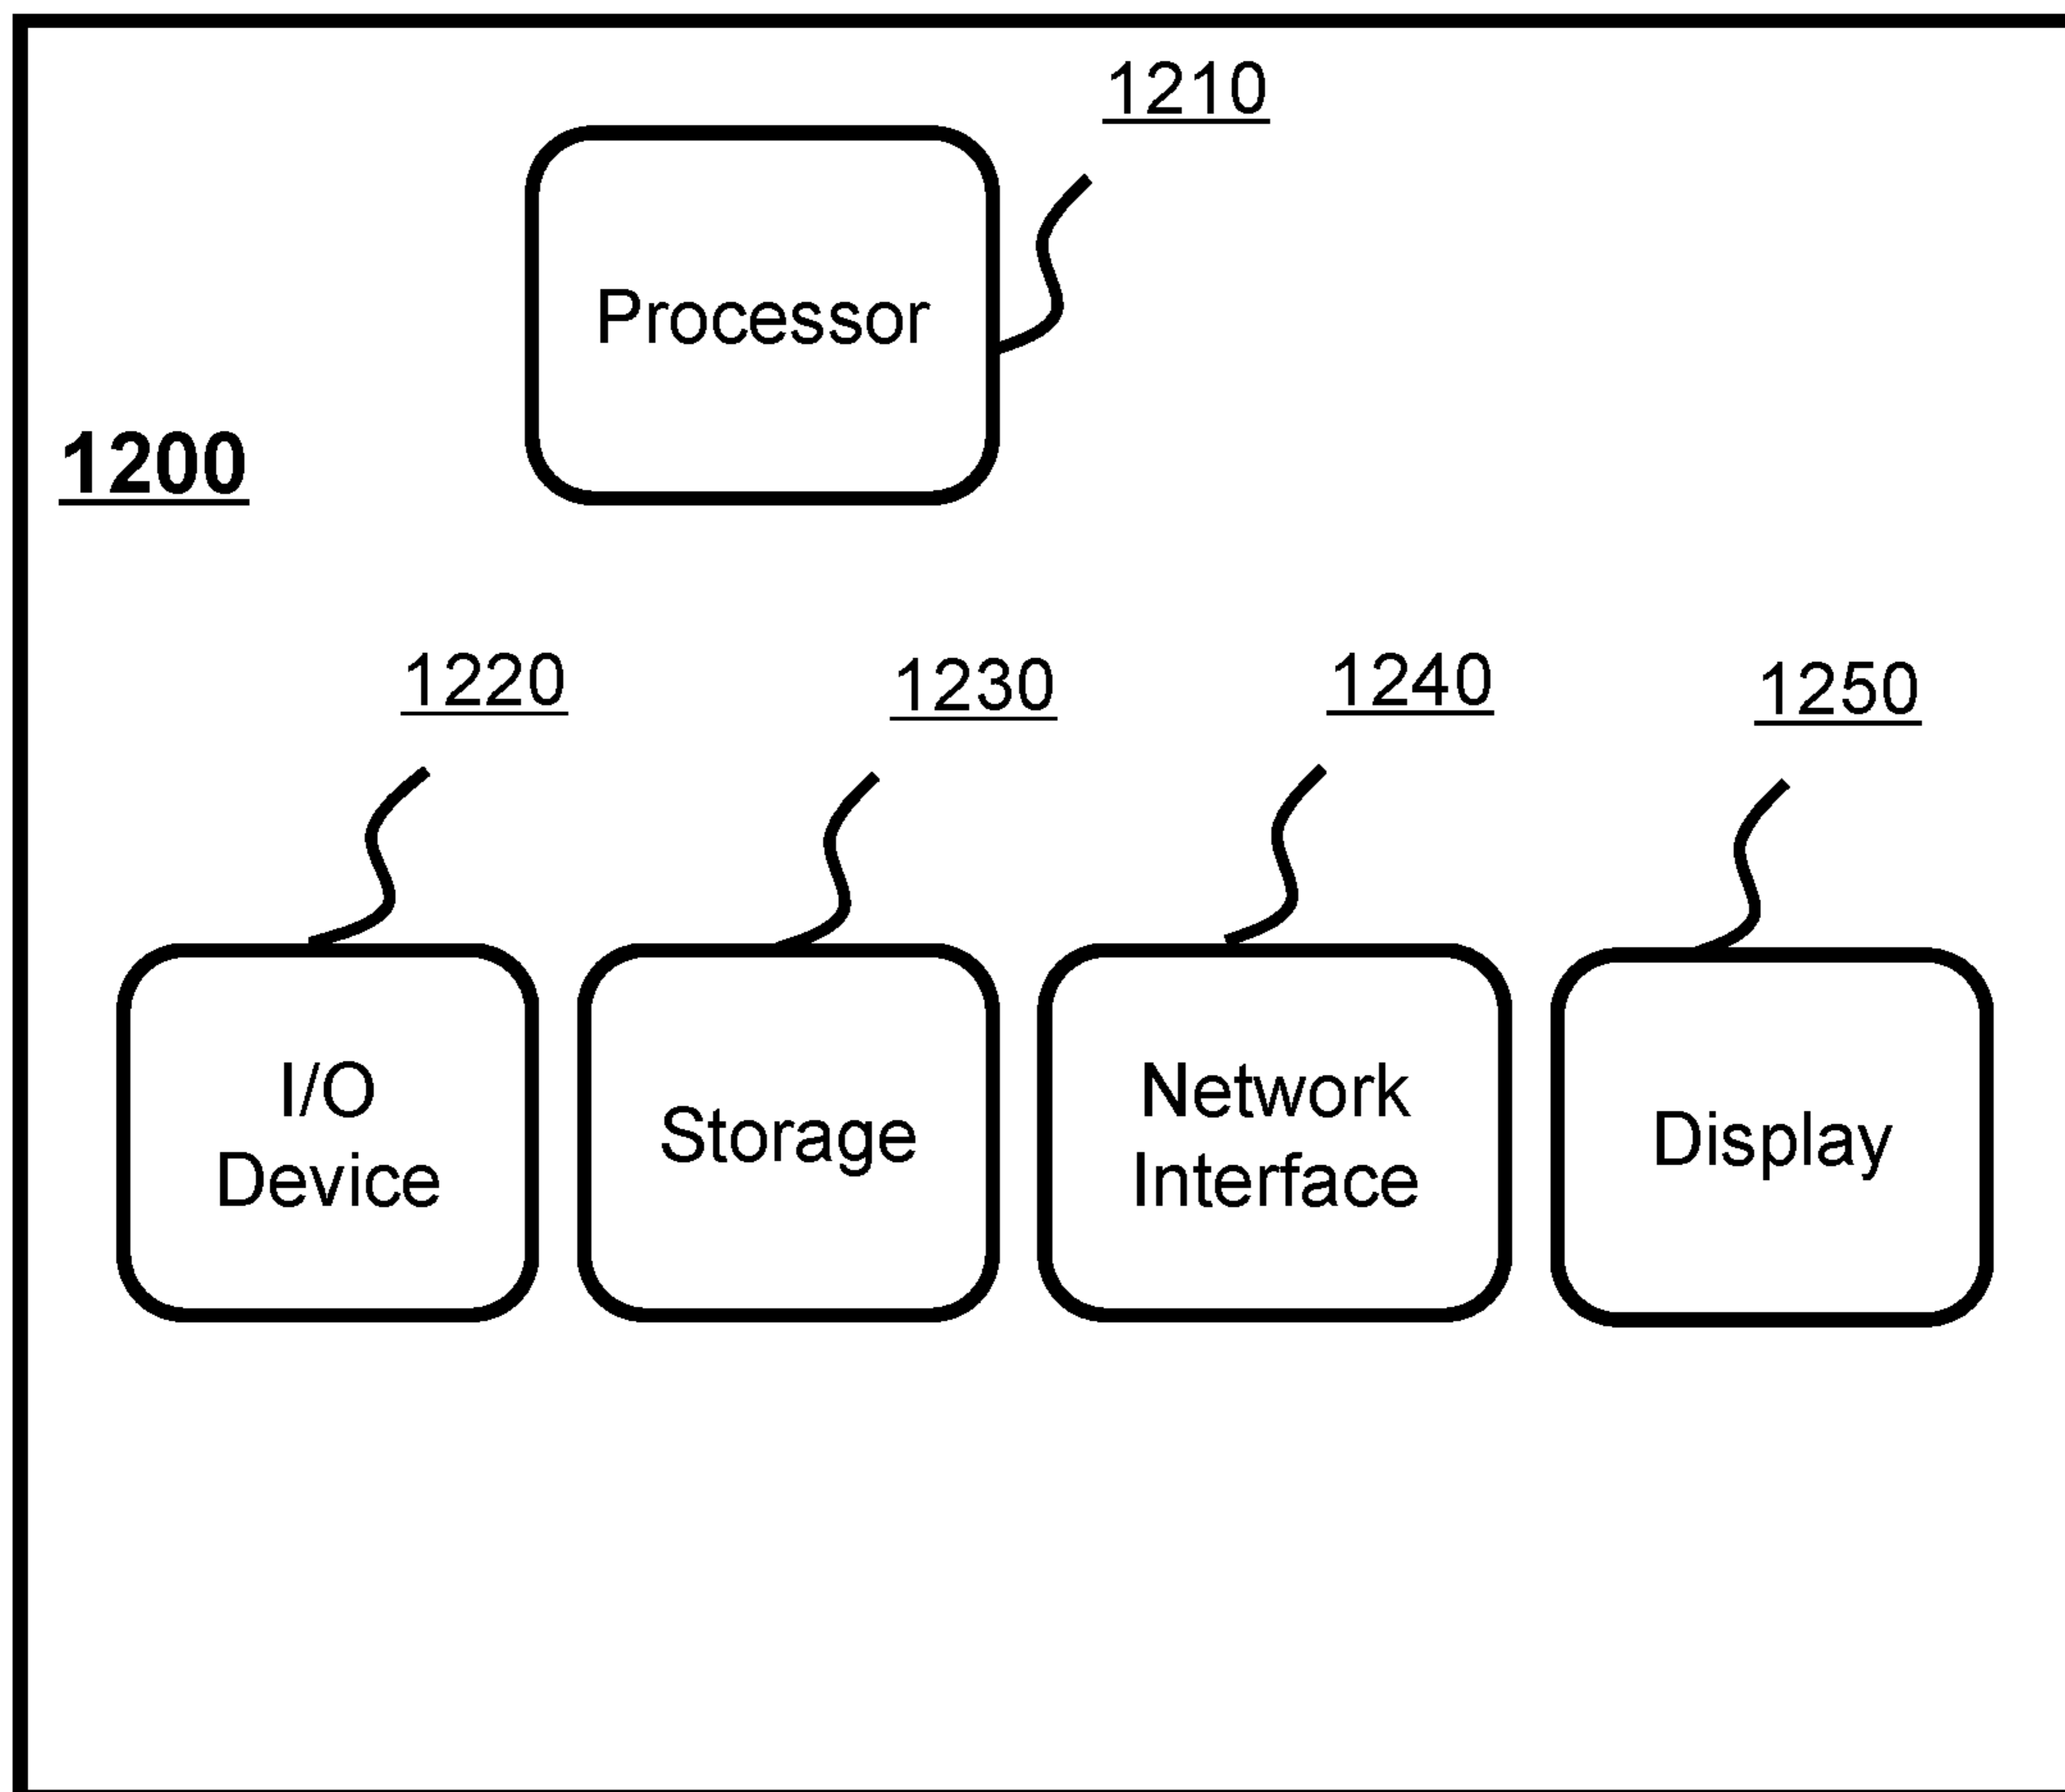 1210
Processor
1200
1220
1230
1240
1250
I/O
Device
Storage
Network
Interface
Display